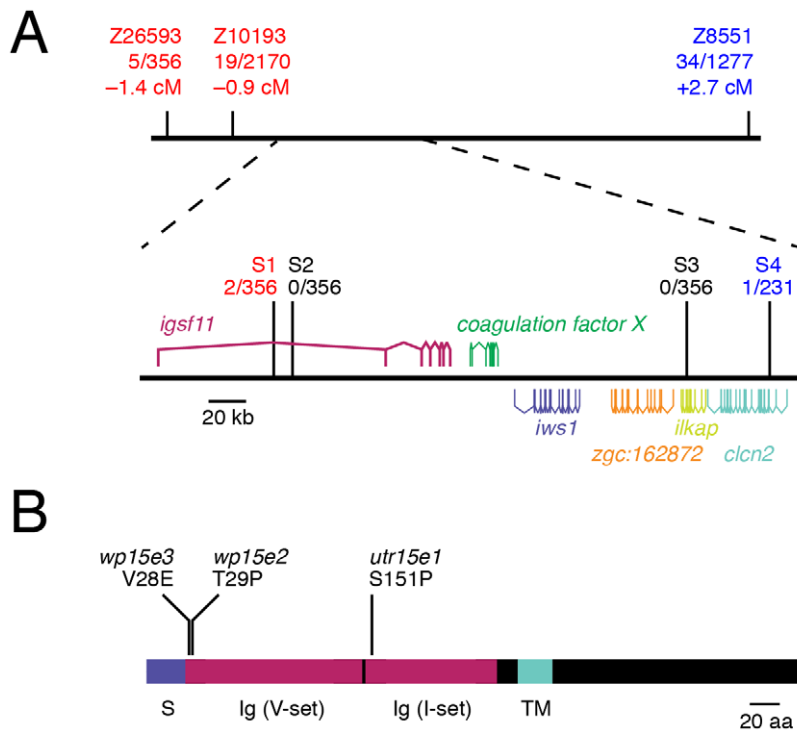 A
Z26593 Z10193 Z8551
5/356 19/2170 34/1277
–1.4 cM –0.9 cM +2.7 cM
S1 S2 S3 S4
2/356 0/356 0/356 1/231
igsf11 coagulation factor X
20 kb
iws1 ilkap
zgc:162872 clcn2
B
wp15e3 wp15e2 utr15e1
V28E T29P S151P
S Ig (V-set) Ig (I-set) TM
20 aa